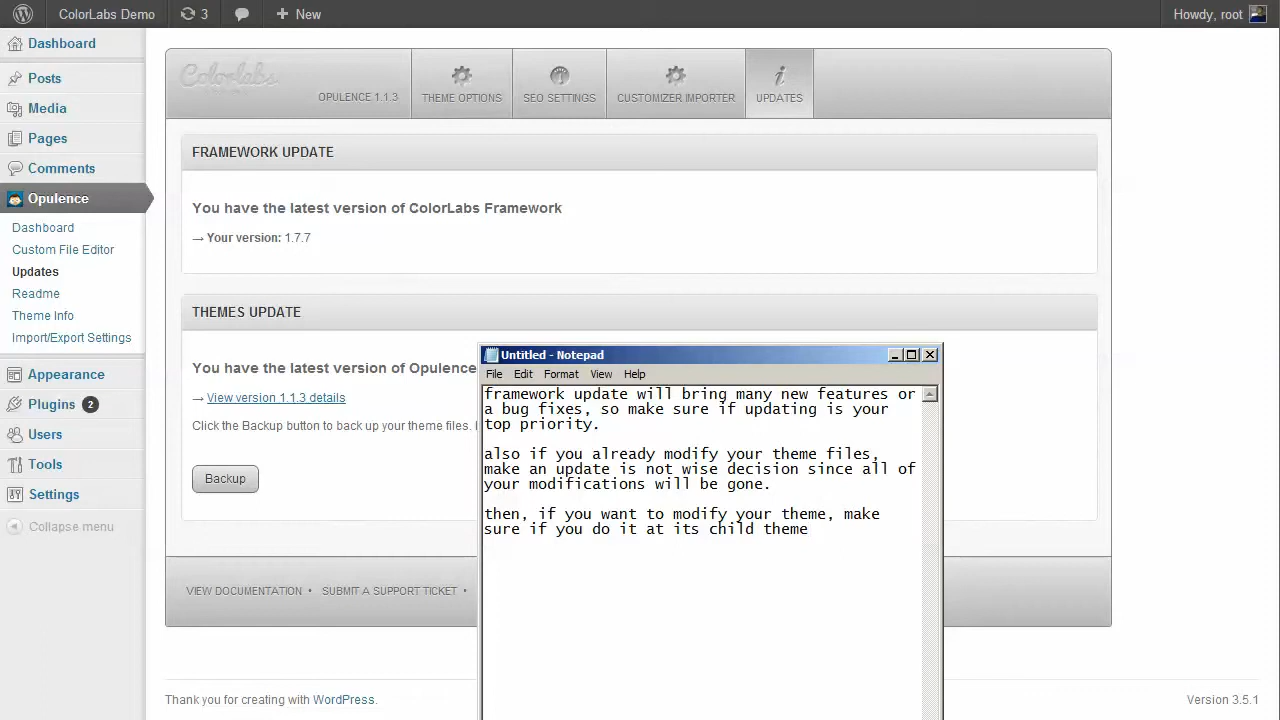 ColorLabs Demo
3
New
Howdy, root
Dashboard
Posts
Media
Pages
Comments
Opulence
Dashboard
Custom File Editor
Updates
Readme
Theme Info
Import/Export Settings
Appearance
Plugins 2
Users
Tools
Settings
Collapse menu
Colorlabs
OPULENCE 1.1.3
THEME OPTIONS
SEO SETTINGS
CUSTOMIZER IMPORTER
UPDATES
FRAMEWORK UPDATE
You have the latest version of ColorLabs Framework
→ Your version: 1.7.7
THEMES UPDATE
You have the latest version of Opulence
→ View version 1.1.3 details
Click the Backup button to back up your theme files.
Backup
VIEW DOCUMENTATION • SUBMIT A SUPPORT TICKET •
Untitled - Notepad
File Edit Format View Help
framework update will bring many new features or
a bug fixes, so make sure if updating is your
top priority.
also if you already modify your theme files,
make an update is not wise decision since all of
your modifications will be gone.
then, if you want to modify your theme, make
sure if you do it at its child theme
Thank you for creating with WordPress.
Version 3.5.1